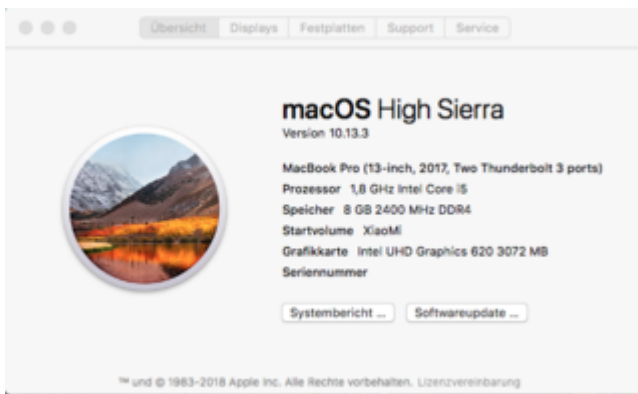 Übersicht Displays Festplatten Support Service
macOS High Sierra
Version 10.13.3
MacBook Pro (13-inch, 2017, Two Thunderbolt 3 ports)
Prozessor 1,8 GHz Intel Core i5
Speicher 8 GB 2400 MHz DDR4
Startvolume XiaoMi
Grafikkarte Intel UHD Graphics 620 3072 MB
Seriennummer
Systembericht ... Softwareupdate ...
™ und © 1983-2018 Apple Inc. Alle Rechte vorbehalten. Lizenzvereinbarung